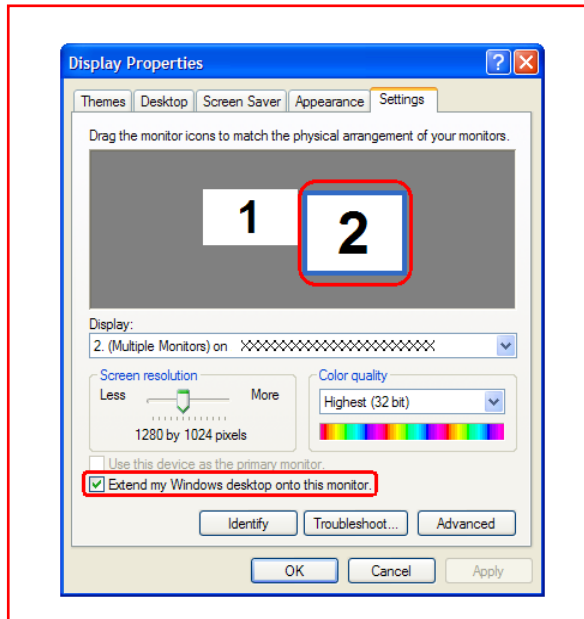 Display Properties
Themes Desktop Screen Saver Appearance Settings
Drag the monitor icons to match the physical arrangement of your monitors.
1
2
Display:
2. (Multiple Monitors) on XXXXXXXXXXXXXXXXXXXXXXXX
Screen resolution
Less More
1280 by 1024 pixels
Color quality
Highest (32 bit)
Use this device as the primary monitor.
Extend my Windows desktop onto this monitor.
Identify Troubleshoot... Advanced
OK Cancel Apply